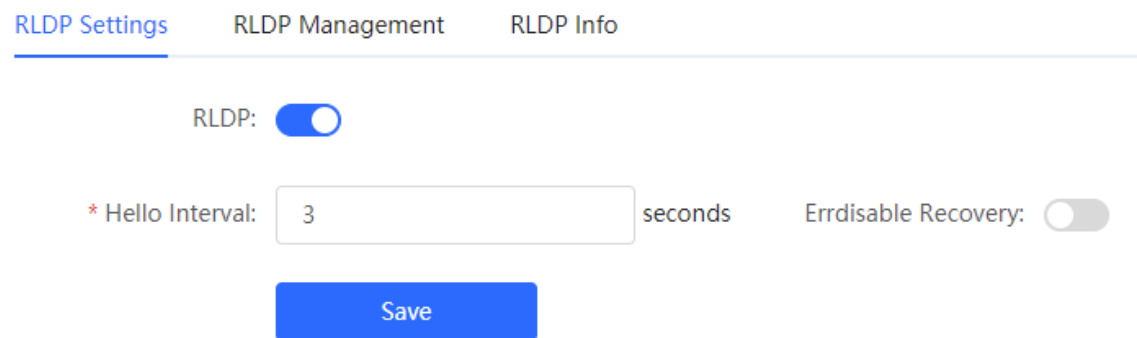 RLDP Settings RLDP Management RLDP Info
RLDP:
* Hello Interval: 3 seconds Errdisable Recovery:
Save